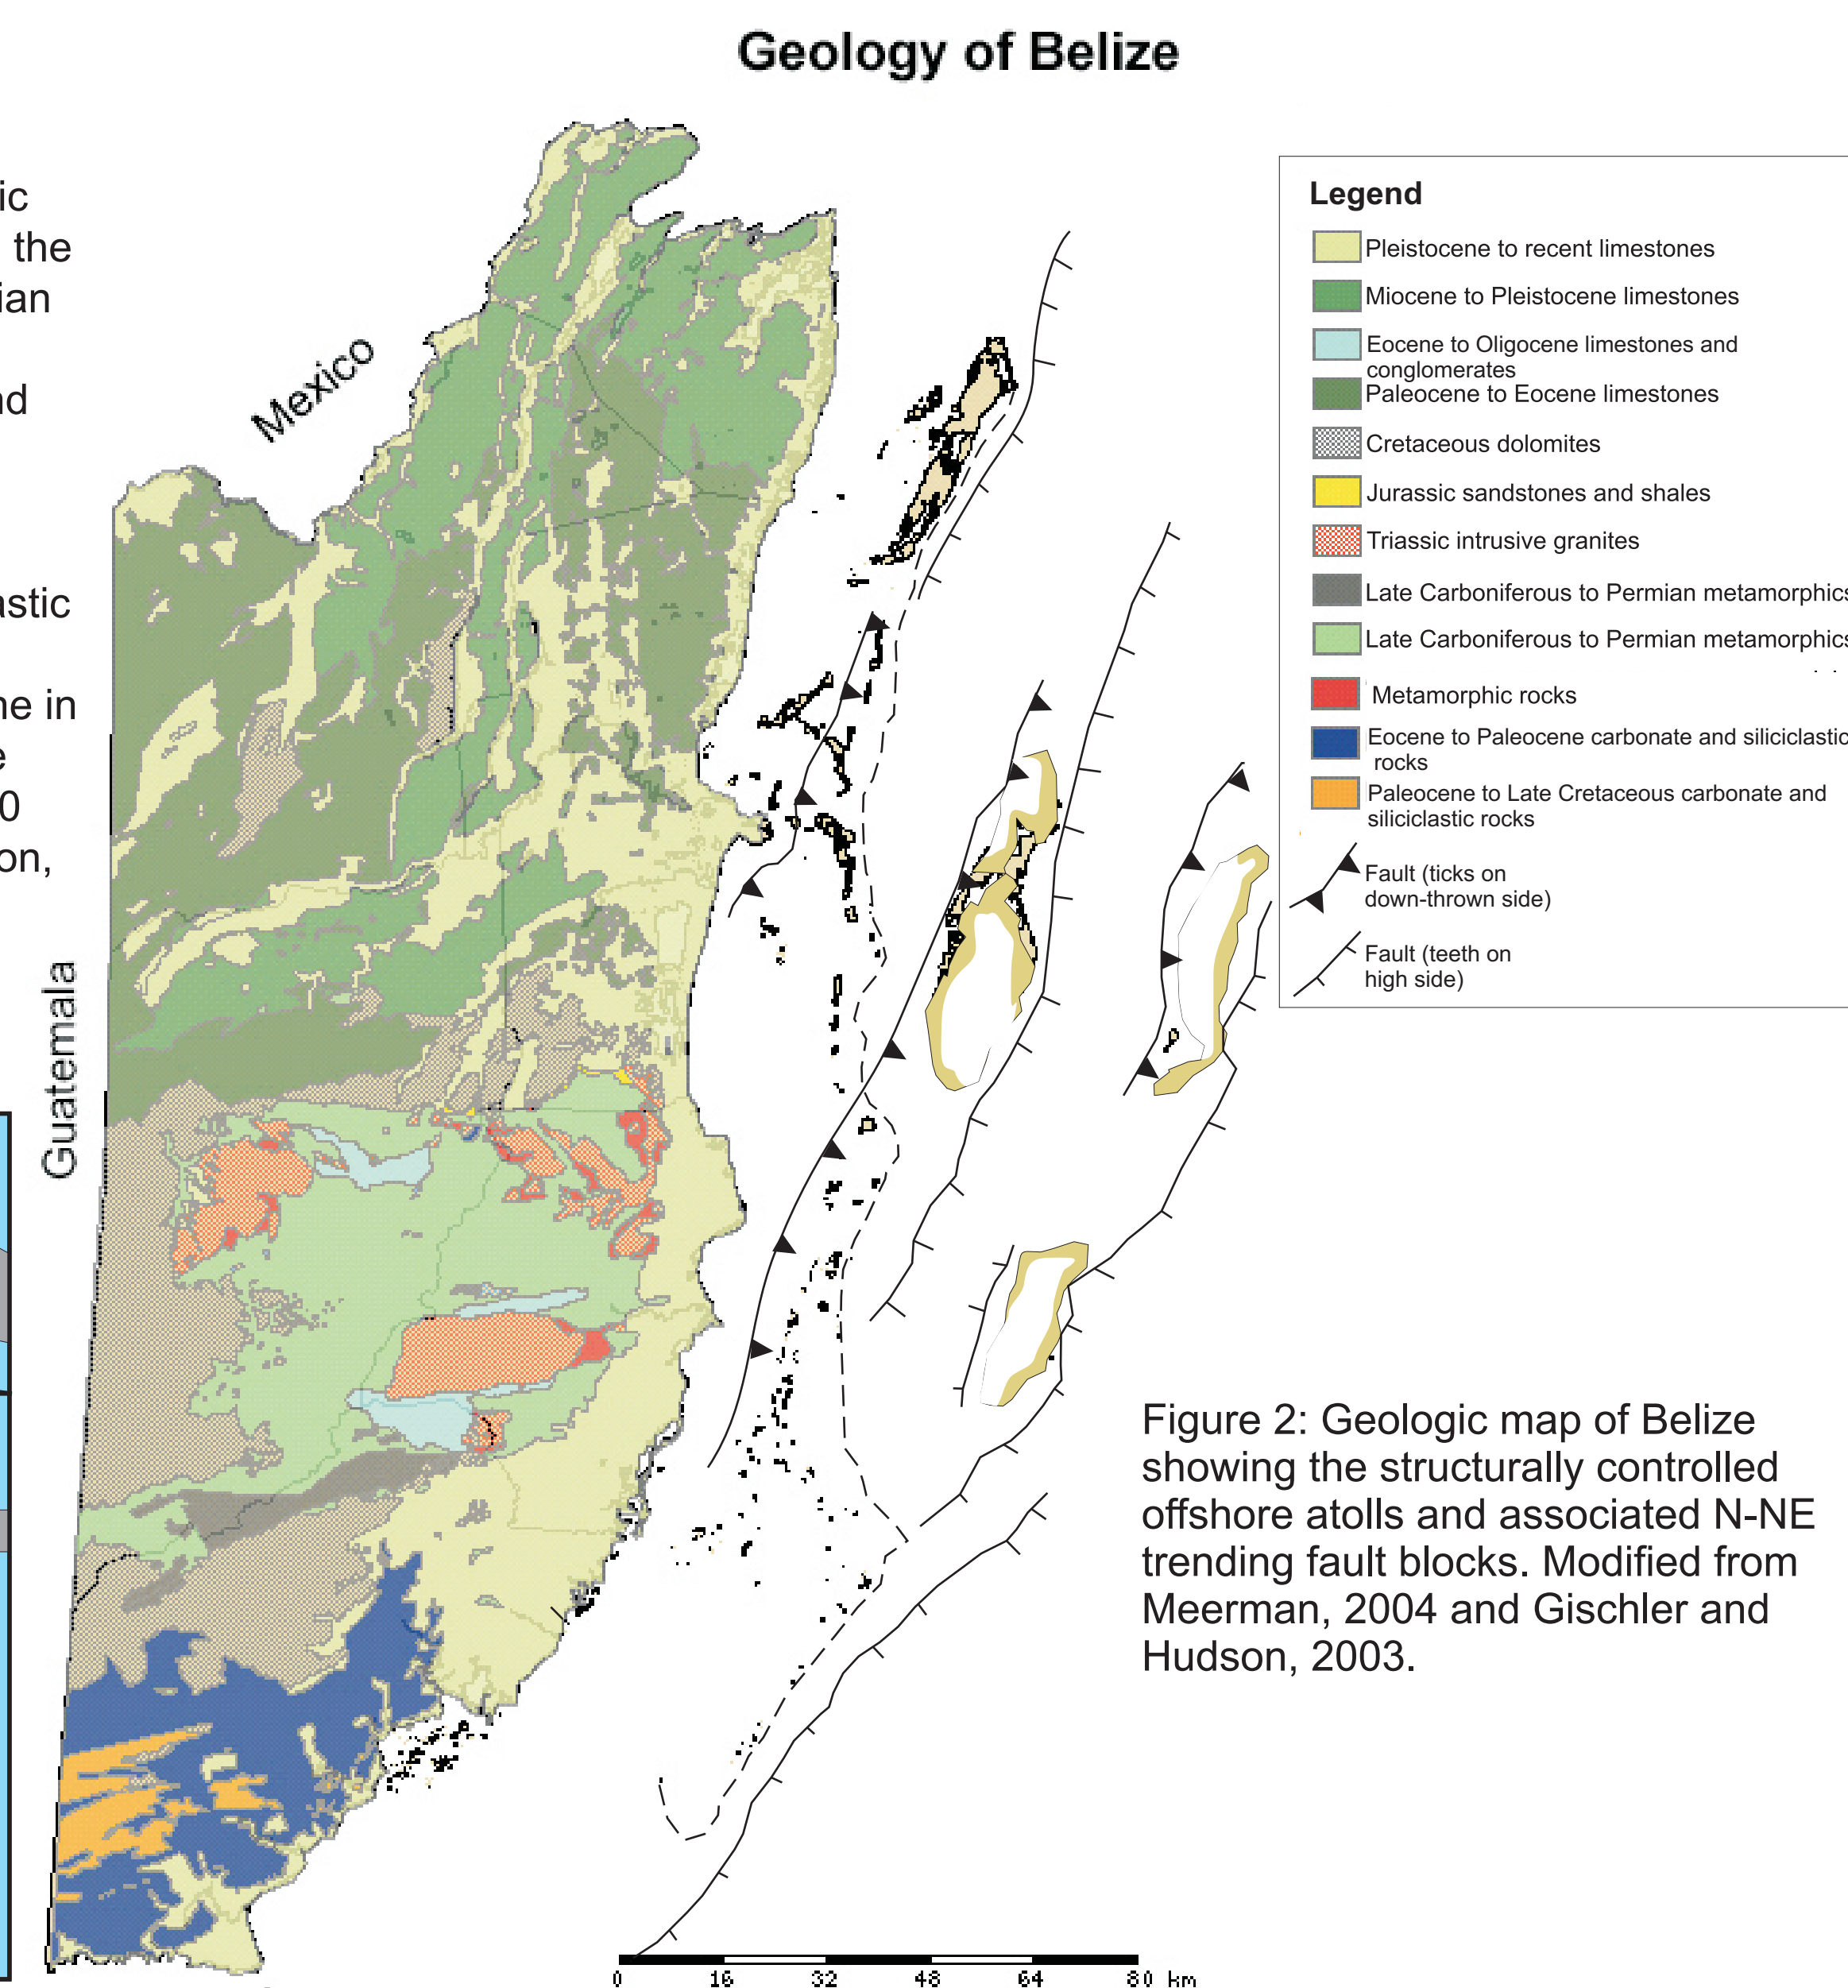 Geology of Belize
ic
the
ian
nd
astic
ne in
e
0
on,
Mexico
Guatemala
Legend
Pleistocene to recent limestones
Miocene to Pleistocene limestones
Eocene to Oligocene limestones and
conglomerates
Paleocene to Eocene limestones
Cretaceous dolomites
Jurassic sandstones and shales
Triassic intrusive granites
Late Carboniferous to Permian metamorphics
Late Carboniferous to Permian metamorphics
Metamorphic rocks
Eocene to Paleocene carbonate and siliciclastic
rocks
Paleocene to Late Cretaceous carbonate and
siliciclastic rocks
Fault (ticks on
down-thrown side)
Fault (teeth on
high side)
Figure 2: Geologic map of Belize
showing the structurally controlled
offshore atolls and associated N-NE
trending fault blocks. Modified from
Meerman, 2004 and Gischler and
Hudson, 2003.
0 16 32 48 64 80 km